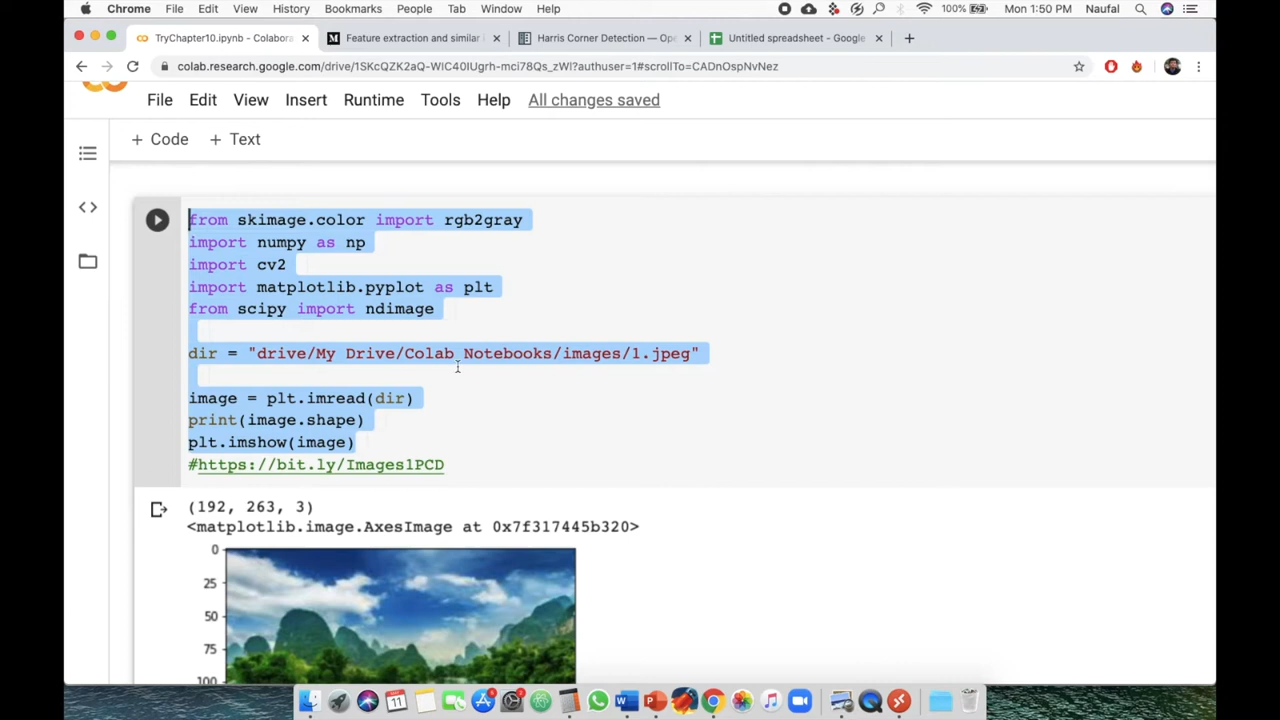 Chrome File Edit View History Bookmarks People Tab Window Help 100% Mon 1:50 PM Naufal
TryChapter10.ipynb - Colabora Feature extraction and similar i Harris Corner Detection — Ope Untitled spreadsheet - Google
colab.research.google.com/drive/1SKcQZK2aQ-WIC40IUgrh-mci78Qs_zWl?authuser=1#scrollTo=CADnOspNvNez
File Edit View Insert Runtime Tools Help All changes saved
+ Code + Text
from skimage.color import rgb2gray
import numpy as np
import cv2
import matplotlib.pyplot as plt
from scipy import ndimage
dir = "drive/My Drive/Colab Notebooks/images/1.jpeg"
image = plt.imread(dir)
print(image.shape)
plt.imshow(image)
#https://bit.ly/Images1PCD
(192, 263, 3)
<matplotlib.image.AxesImage at 0x7f317445b320>
0
25
50
75
100